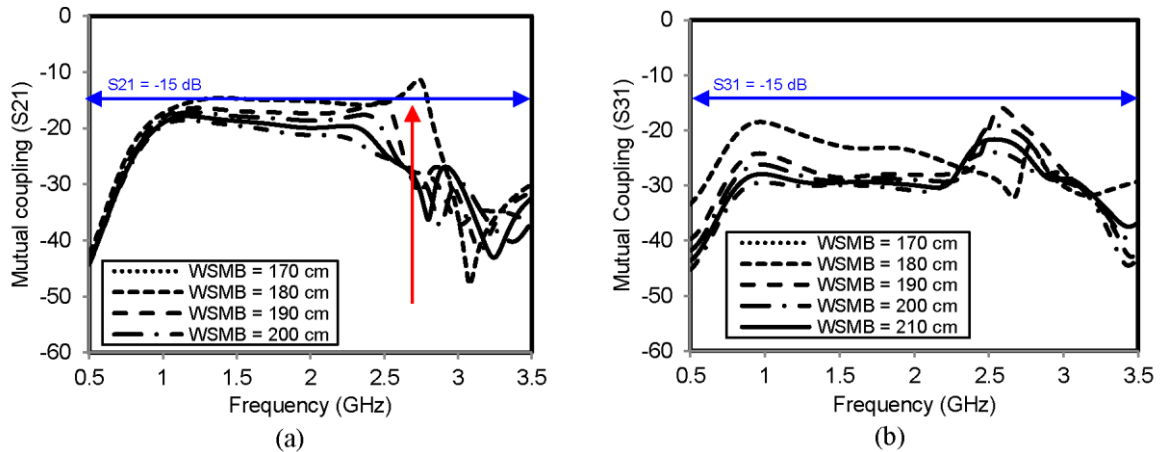 0
-10
-20
-30
-40
-50
-60
Mutual coupling (S21)
S21 = -15 dB
WSMB = 170 cm
WSMB = 180 cm
WSMB = 190 cm
WSMB = 200 cm
0.5 1 1.5 2 2.5 3 3.5
Frequency (GHz)
(a)
0
-10
-20
-30
-40
-50
-60
Mutual Coupling (S31)
S31 = -15 dB
WSMB = 170 cm
WSMB = 180 cm
WSMB = 190 cm
WSMB = 200 cm
WSMB = 210 cm
0.5 1 1.5 2 2.5 3 3.5
Frequency (GHz)
(b)